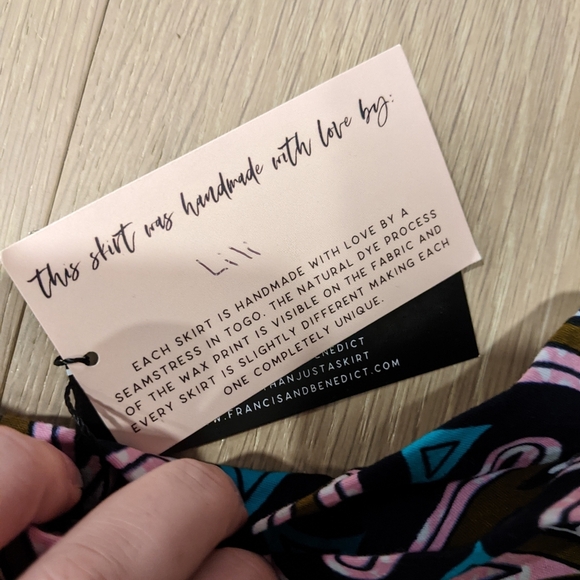 this skirt was handmade with love by:
Lili
EACH SKIRT IS HANDMADE WITH LOVE BY A
SEAMSTRESS IN TOGO. THE NATURAL DYE PROCESS
OF THE WAX PRINT IS VISIBLE ON THE FABRIC AND
EVERY SKIRT IS SLIGHTLY DIFFERENT MAKING EACH
ONE COMPLETELY UNIQUE.
BENEDICT
HANJUSTASKIRT
W.FRANCISANDBENEDICT.COM